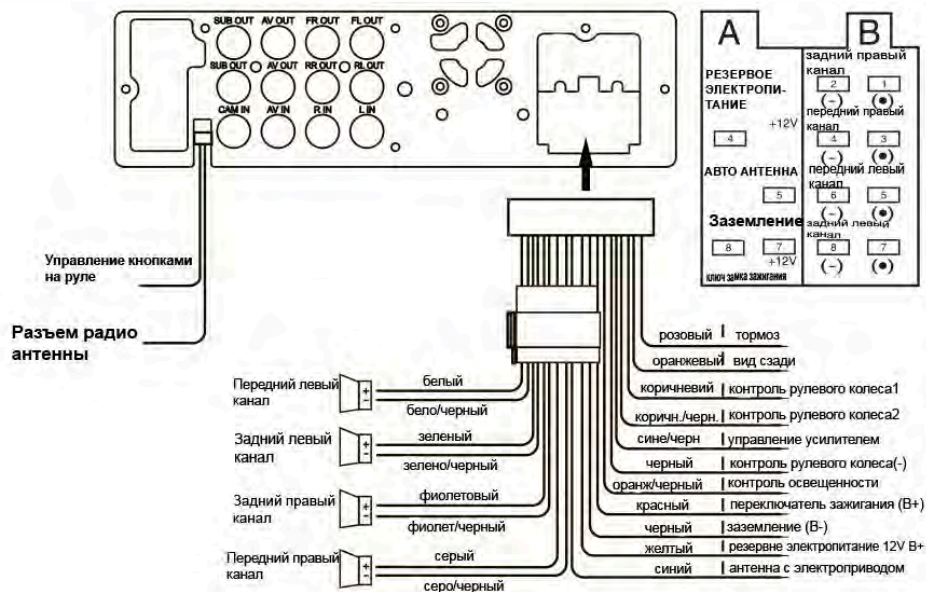 SUB OUT AV OUT FR OUT FL OUT
SUB OUT AV OUT RR OUT RL OUT
CAM IN AV IN R IN L IN
A
РЕЗЕРВНОЕ
ЭЛЕКТРОПИ-
ТАНИЕ
+12V
4
АВТО АНТЕННА
5
Заземление
8 7
+12V
ключ замка зажигания
B
задний правый
канал
2 1
(-) (●)
передний правый
канал
4 3
(-) (●)
передний левый
канал
6 5
(-) (●)
задний левый
канал
8 7
(-) (●)
Управление кнопками
на руле
Разъем радио
антенны
Передний левый
канал
+
-
белый
бело/черный
Задний левый
канал
+
-
зеленый
зелено/черный
Задний правый
канал
+
-
фиолетовый
фиолет/черный
Передний правый
канал
+
-
серый
серо/черный
розовый | тормоз
оранжевый | вид сзади
коричневий | контроль рулевого колеса1
коричн./черн. | контроль рулевого колеса2
сине/черн | управление усилителем
черный | контроль рулевого колеса(-)
оранж/черный | контроль освещенности
красный | переключатель зажигания (B+)
черный | заземление (B-)
желтый | резервне электропитание 12V B+
синий | антенна с электроприводом